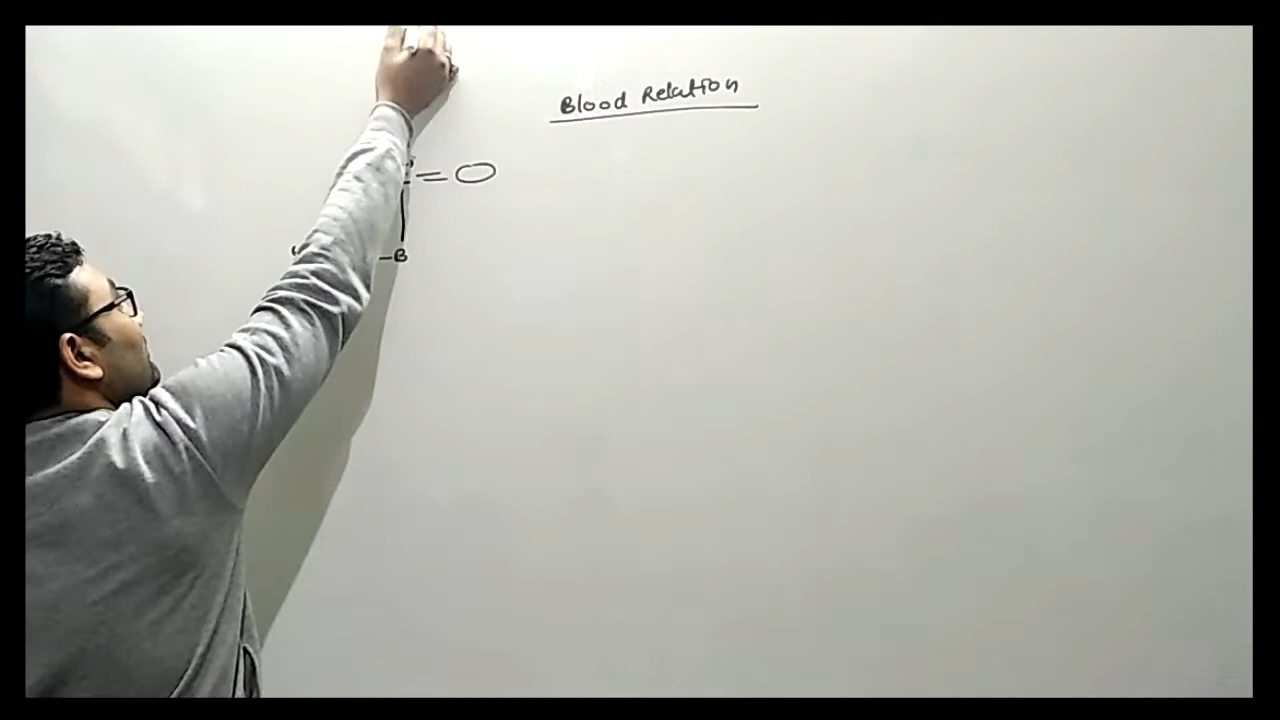 Blood Relation
= O
-B